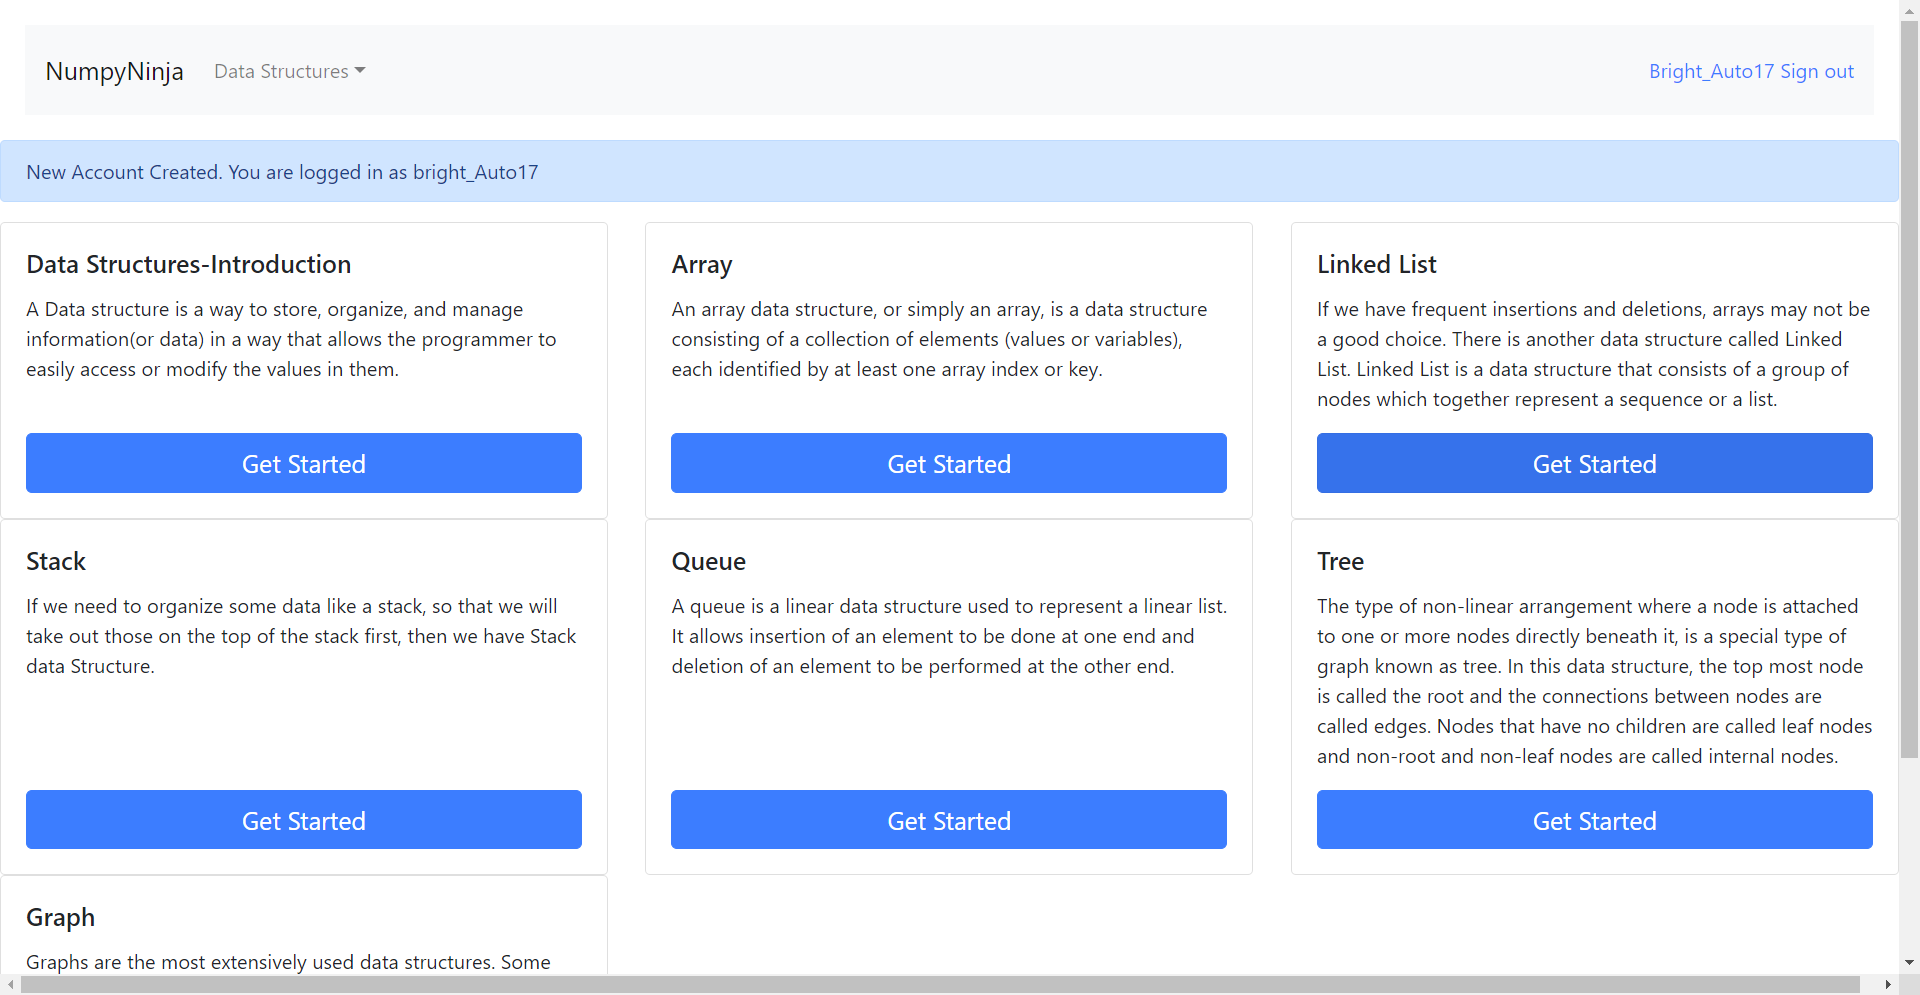 NumpyNinja
Data Structures
Bright_Auto17 Sign out
New Account Created. You are logged in as bright_Auto17
Data Structures-Introduction
A Data structure is a way to store, organize, and manage
information(or data) in a way that allows the programmer to
easily access or modify the values in them.
Get Started
Array
An array data structure, or simply an array, is a data structure
consisting of a collection of elements (values or variables),
each identified by at least one array index or key.
Get Started
Linked List
If we have frequent insertions and deletions, arrays may not be
a good choice. There is another data structure called Linked
List. Linked List is a data structure that consists of a group of
nodes which together represent a sequence or a list.
Get Started
Stack
If we need to organize some data like a stack, so that we will
take out those on the top of the stack first, then we have Stack
data Structure.
Get Started
Queue
A queue is a linear data structure used to represent a linear list.
It allows insertion of an element to be done at one end and
deletion of an element to be performed at the other end.
Get Started
Tree
The type of non-linear arrangement where a node is attached
to one or more nodes directly beneath it, is a special type of
graph known as tree. In this data structure, the top most node
is called the root and the connections between nodes are
called edges. Nodes that have no children are called leaf nodes
and non-root and non-leaf nodes are called internal nodes.
Get Started
Graph
Graphs are the most extensively used data structures. Some